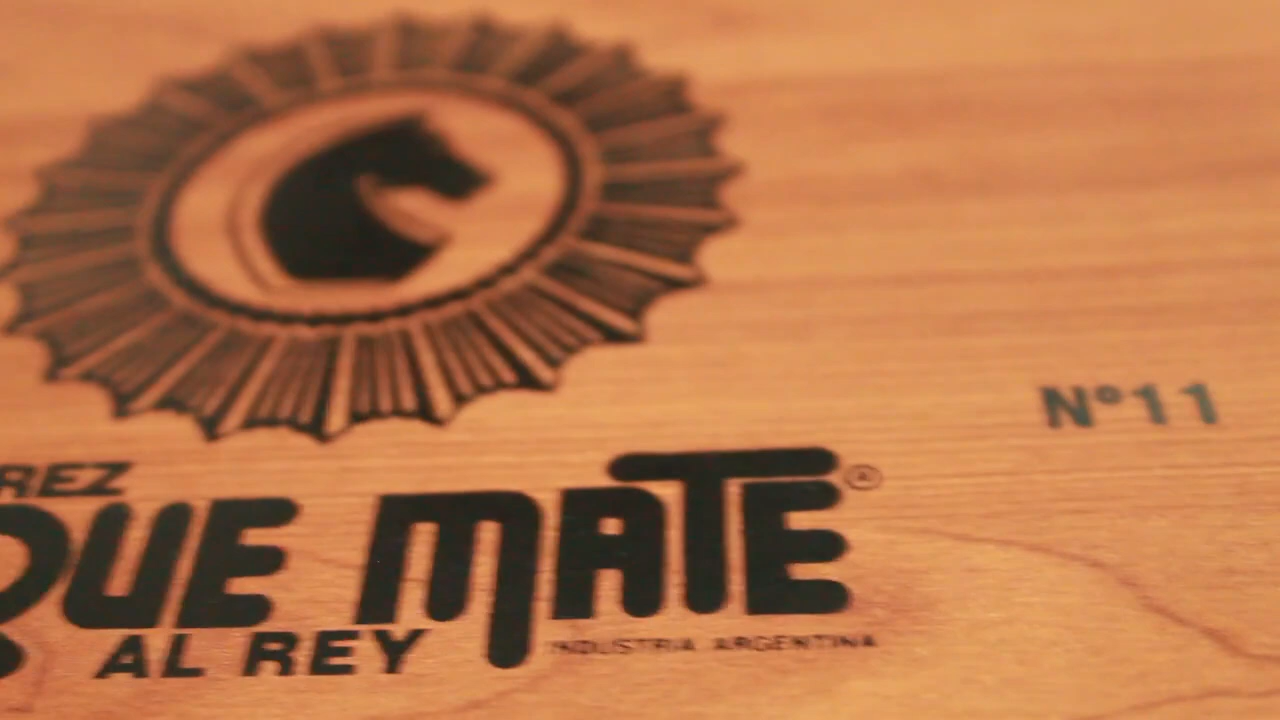 N°11
REZ
QUE MATE ®
AL REY
INDUSTRIA ARGENTINA